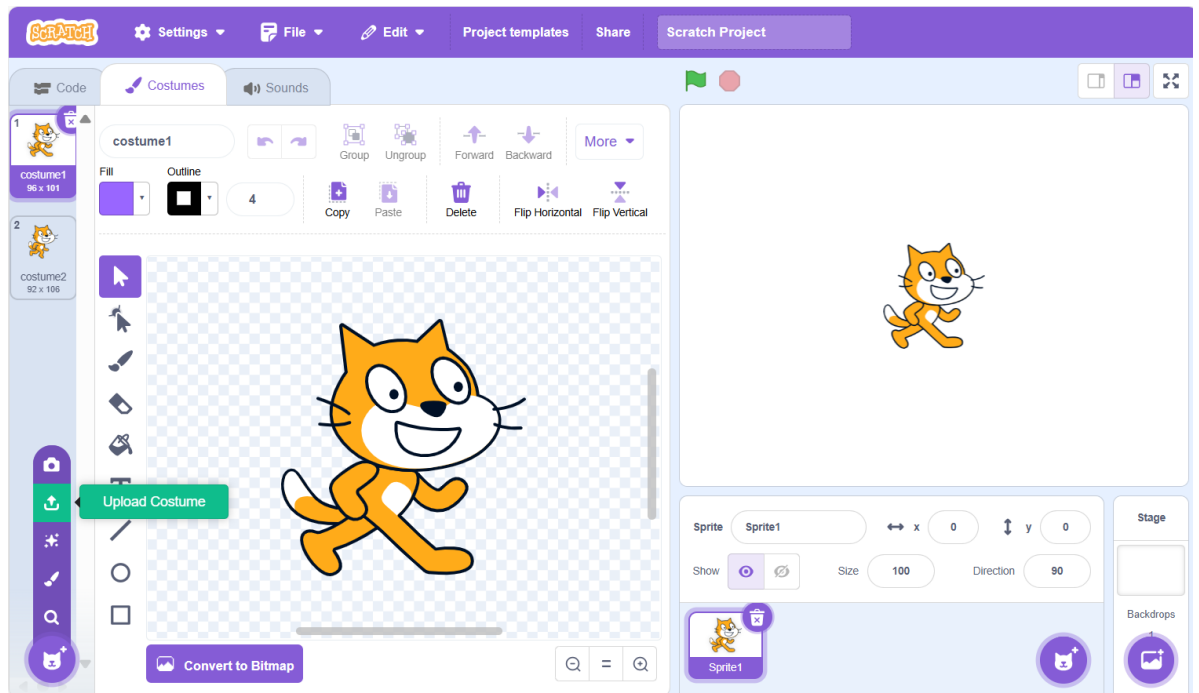 SCRATCH
Settings
File
Edit
Project templates
Share
Scratch Project
Code
Costumes
Sounds
1
costume1
96 x 101
2
costume2
92 x 106
costume1
Group
Ungroup
Forward
Backward
More
Fill
Outline
4
Copy
Paste
Delete
Flip Horizontal
Flip Vertical
T
Upload Costume
Convert to Bitmap
Sprite
Sprite1
x
0
y
0
Show
Size
100
Direction
90
Sprite1
Stage
Backdrops
1